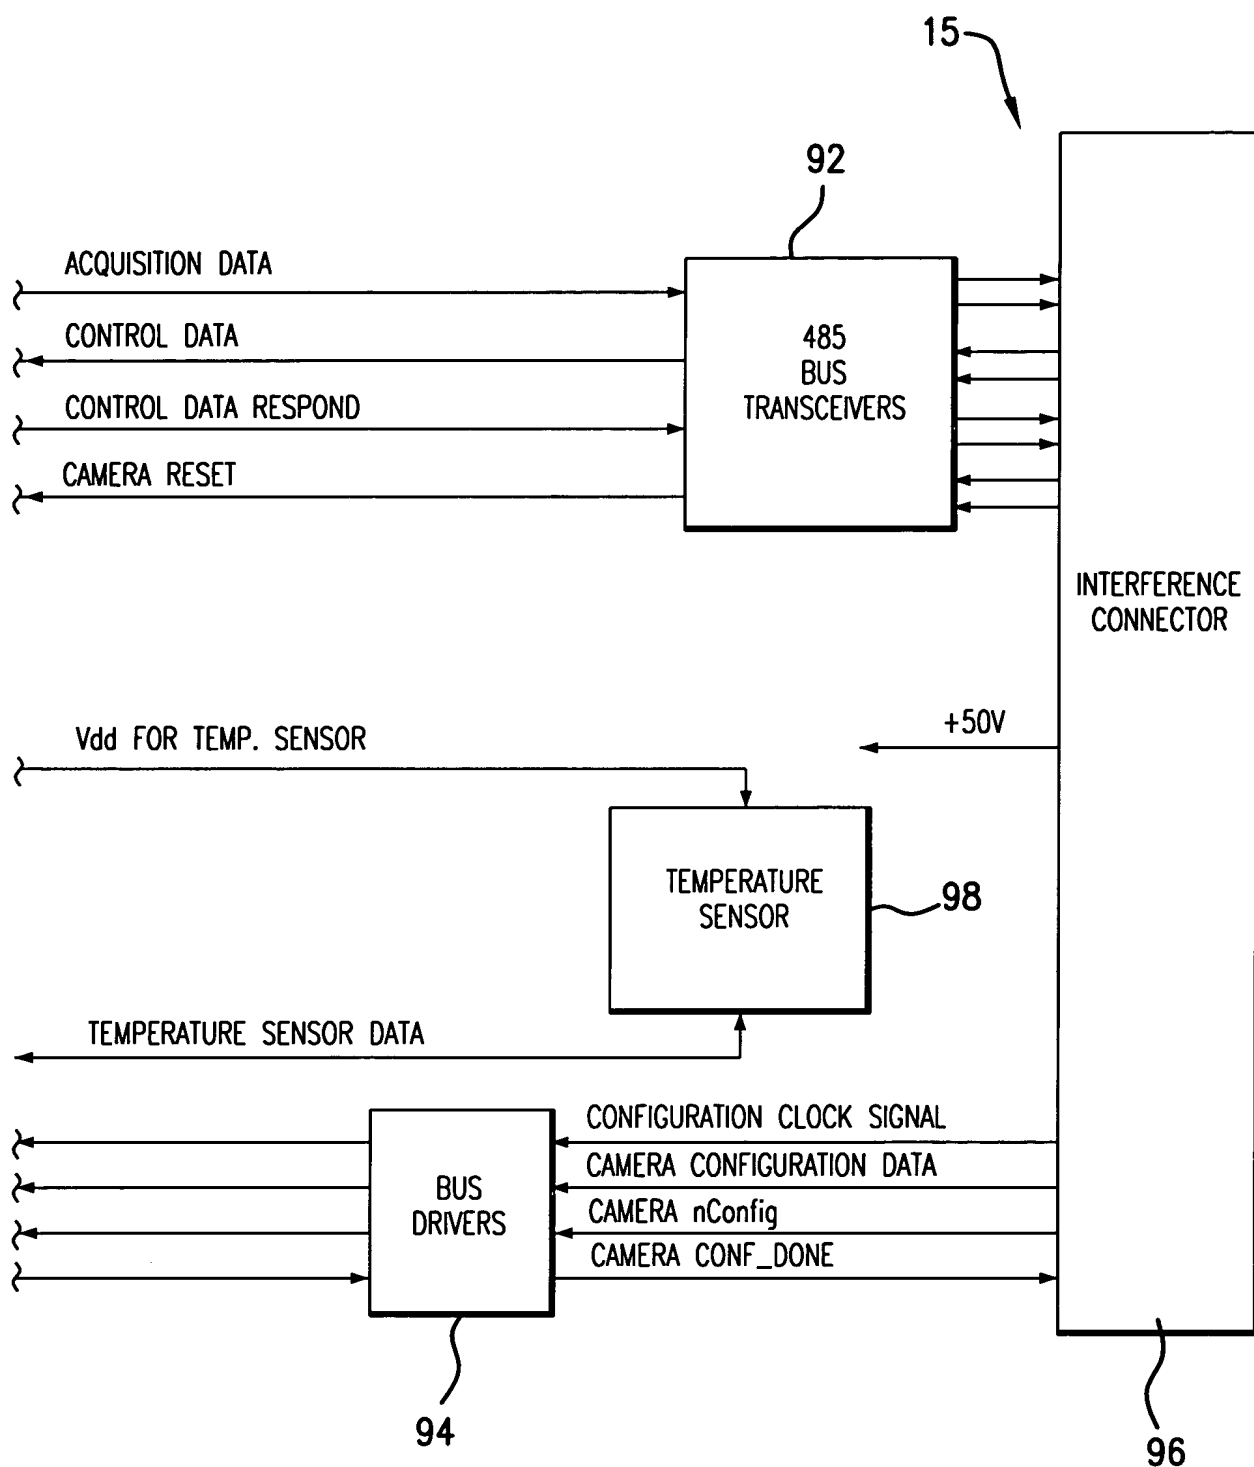 15
92
ACQUISITION DATA
CONTROL DATA
CONTROL DATA RESPOND
CAMERA RESET
485
BUS
TRANSCEIVERS
INTERFERENCE
CONNECTOR
+50V
Vdd FOR TEMP. SENSOR
TEMPERATURE
SENSOR
98
TEMPERATURE SENSOR DATA
CONFIGURATION CLOCK SIGNAL
CAMERA CONFIGURATION DATA
CAMERA nConfig
CAMERA CONF_DONE
BUS
DRIVERS
94
96